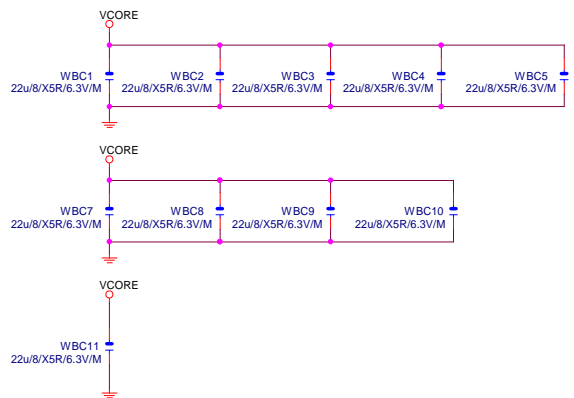 VCORE
WBC1 WBC2 WBC3 WBC4 WBC5
22u/8/X5R/6.3V/M 22u/8/X5R/6.3V/M 22u/8/X5R/6.3V/M 22u/8/X5R/6.3V/M 22u/8/X5R/6.3V/M
VCORE
WBC7 WBC8 WBC9 WBC10
22u/8/X5R/6.3V/M 22u/8/X5R/6.3V/M 22u/8/X5R/6.3V/M 22u/8/X5R/6.3V/M
VCORE
WBC11
22u/8/X5R/6.3V/M